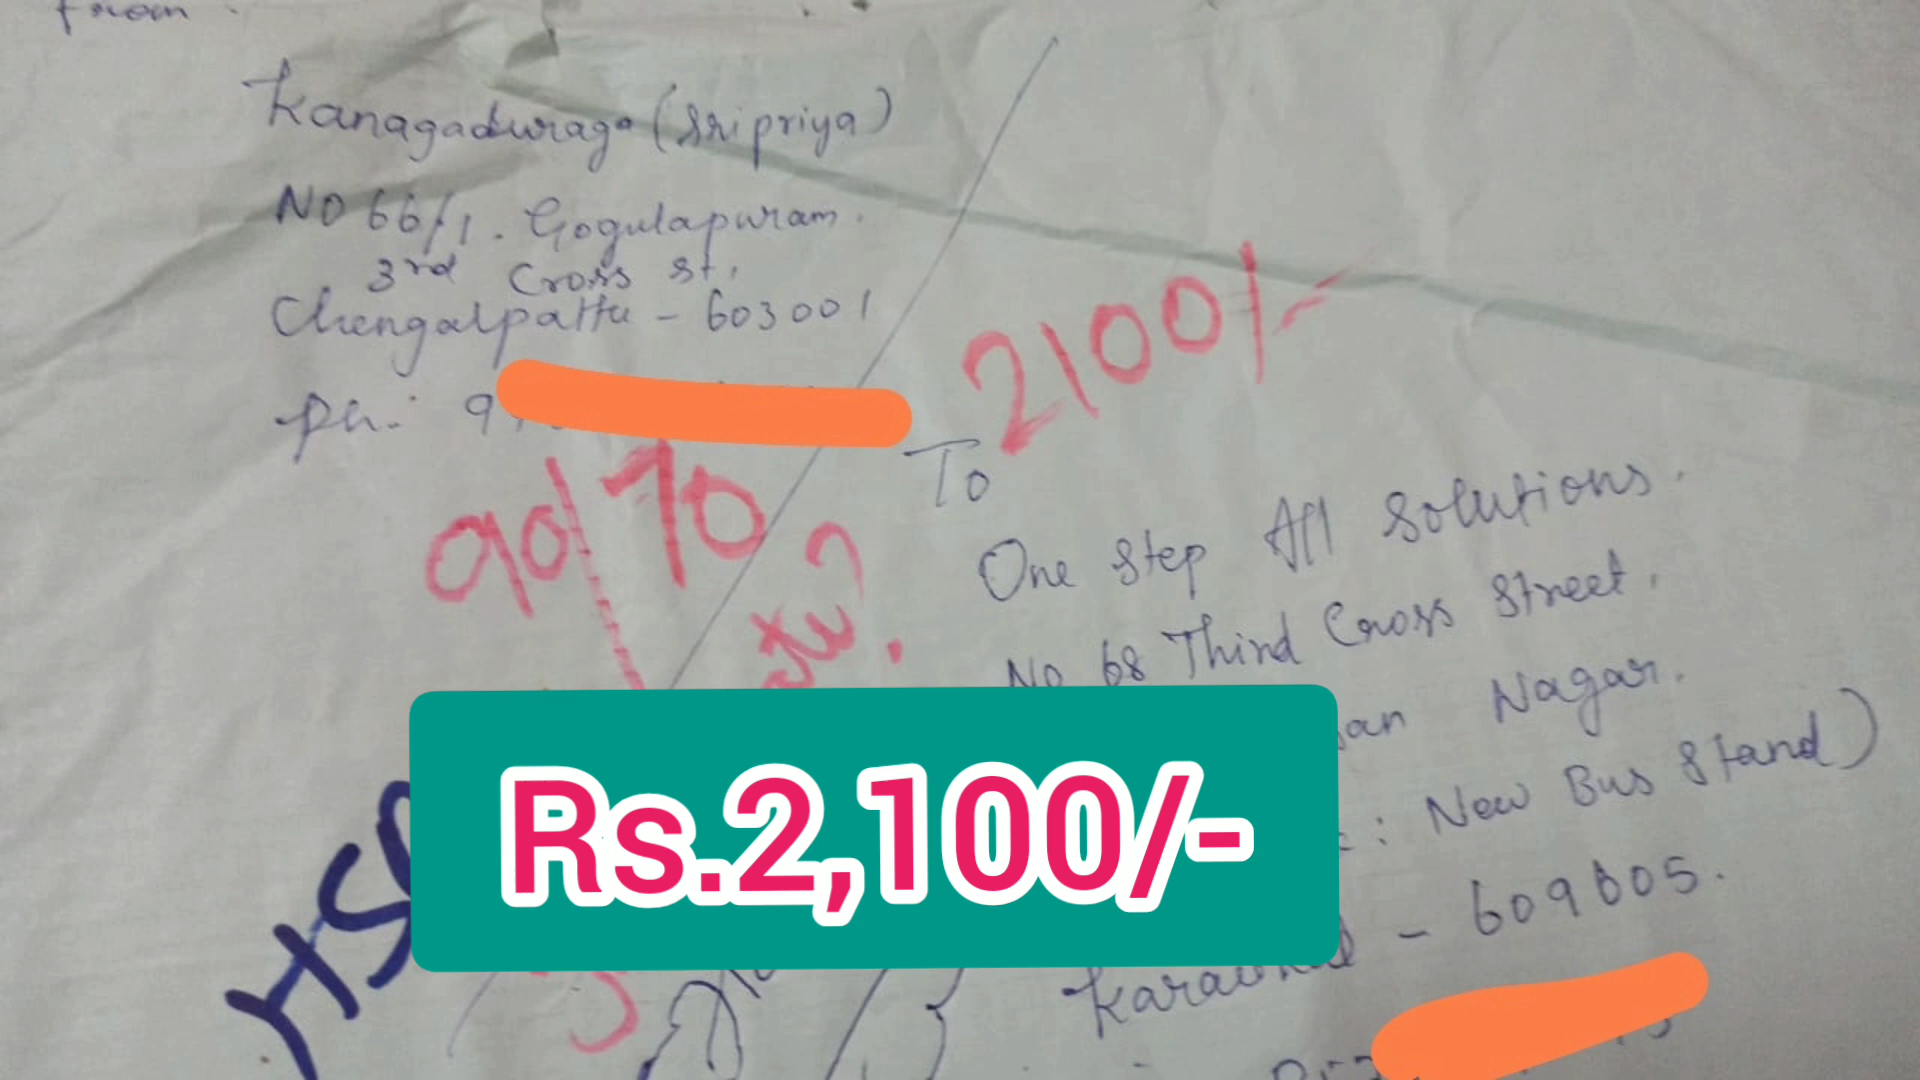 from
Kanagaduraga (Sripriya)
NO 66/1. Gogulapuram.
3rd Cross st,
Chengalpattu - 603001
Ph: 9
2100/-
90/70
To
One Step All Solutions.
No 68 Third Cross Street,
Nagar.
: New Bus Stand)
Rs.2,100/-
- 609605.